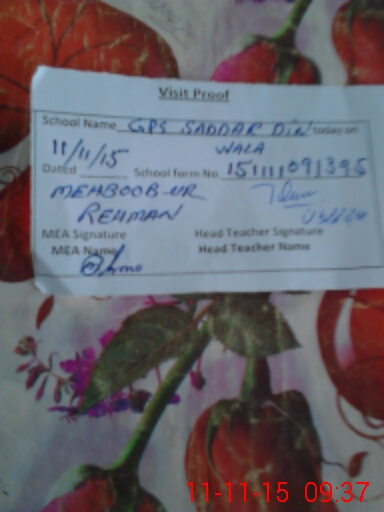 Visit Proof
School Name GPS SADDAR DIN today on
11/11/15 WALA
Dated School form No. 151111091395
MEHBOOB-UR
REHMAN
MEA Signature Head Teacher Signature
MEA Name Head Teacher Name
11-11-15 09:37